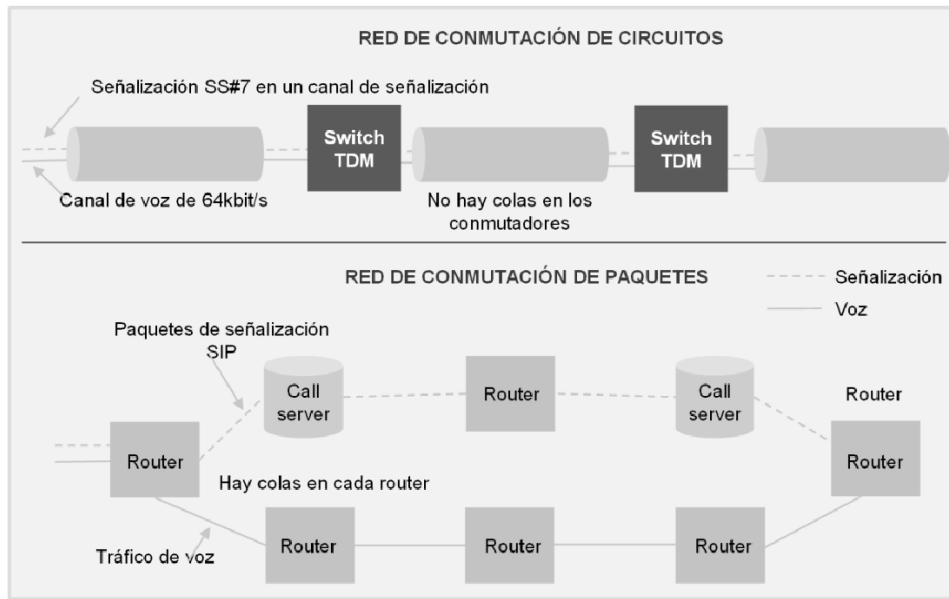 RED DE CONMUTACIÓN DE CIRCUITOS
Señalización SS#7 en un canal de señalización
Switch
TDM
Switch
TDM
Canal de voz de 64kbit/s
No hay colas en los
conmutadores
RED DE CONMUTACIÓN DE PAQUETES
Señalización
Voz
Paquetes de señalización
SIP
Call
server
Router
Call
server
Router
Router
Router
Hay colas en cada router
Tráfico de voz
Router
Router
Router